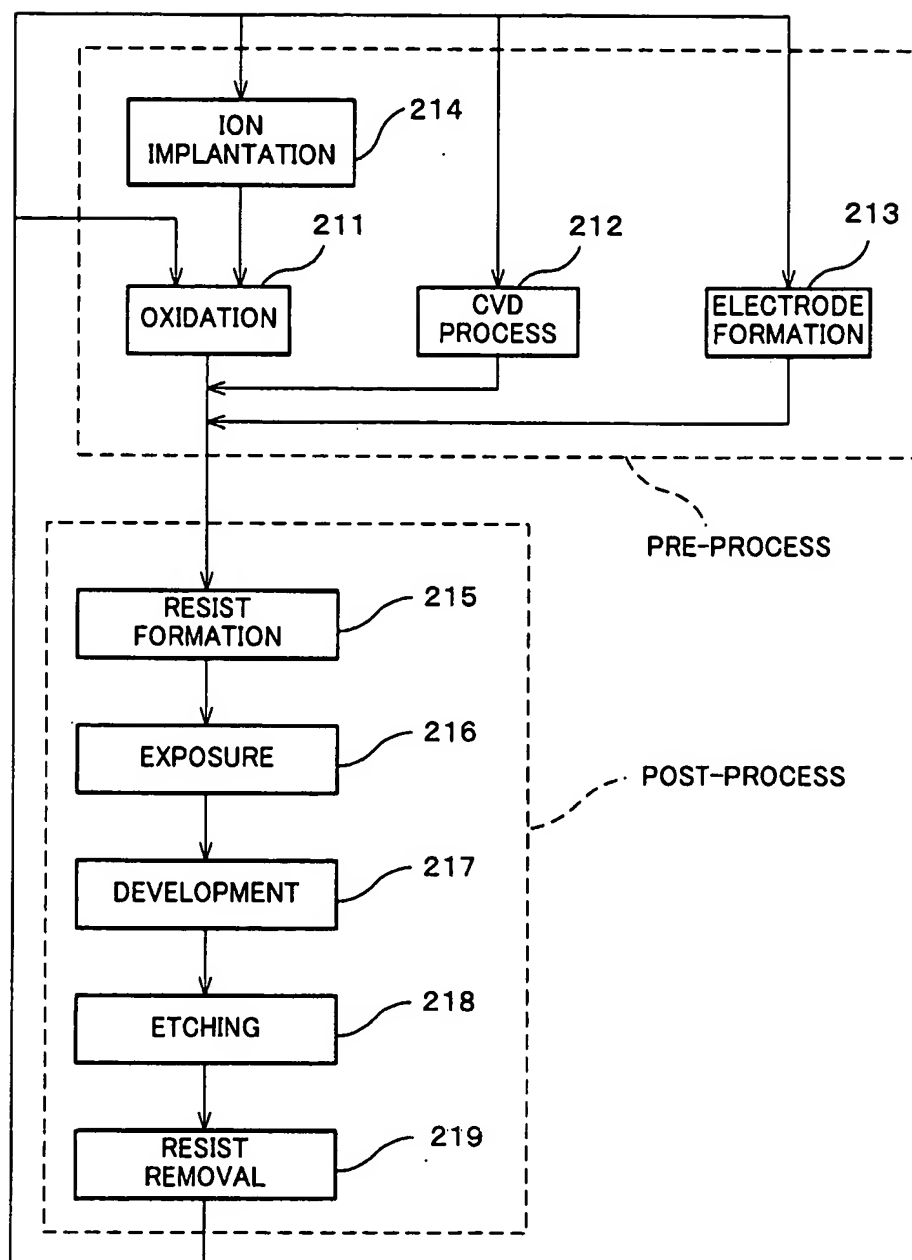 ION
IMPLANTATION
214
211
212
213
OXIDATION
CVD
PROCESS
ELECTRODE
FORMATION
PRE-PROCESS
RESIST
FORMATION
215
EXPOSURE
216
POST-PROCESS
DEVELOPMENT
217
ETCHING
218
RESIST
REMOVAL
219